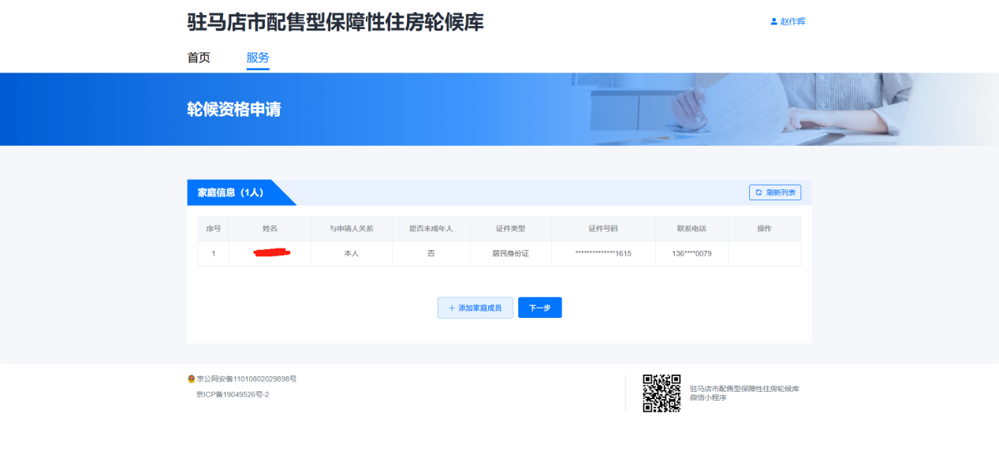 驻马店市配售型保障性住房轮候库
赵作晖
首页 服务
轮候资格申请
家庭信息（1人）
刷新列表
序号 姓名 与申请人关系 是否未成年人 证件类型 证件号码 联系电话 操作
1 本人 否 居民身份证 **************1615 136****0079
+ 添加家庭成员 下一步
京公网安备11010802029898号
京ICP备19049526号-2
驻马店市配售型保障性住房轮候库
微信小程序